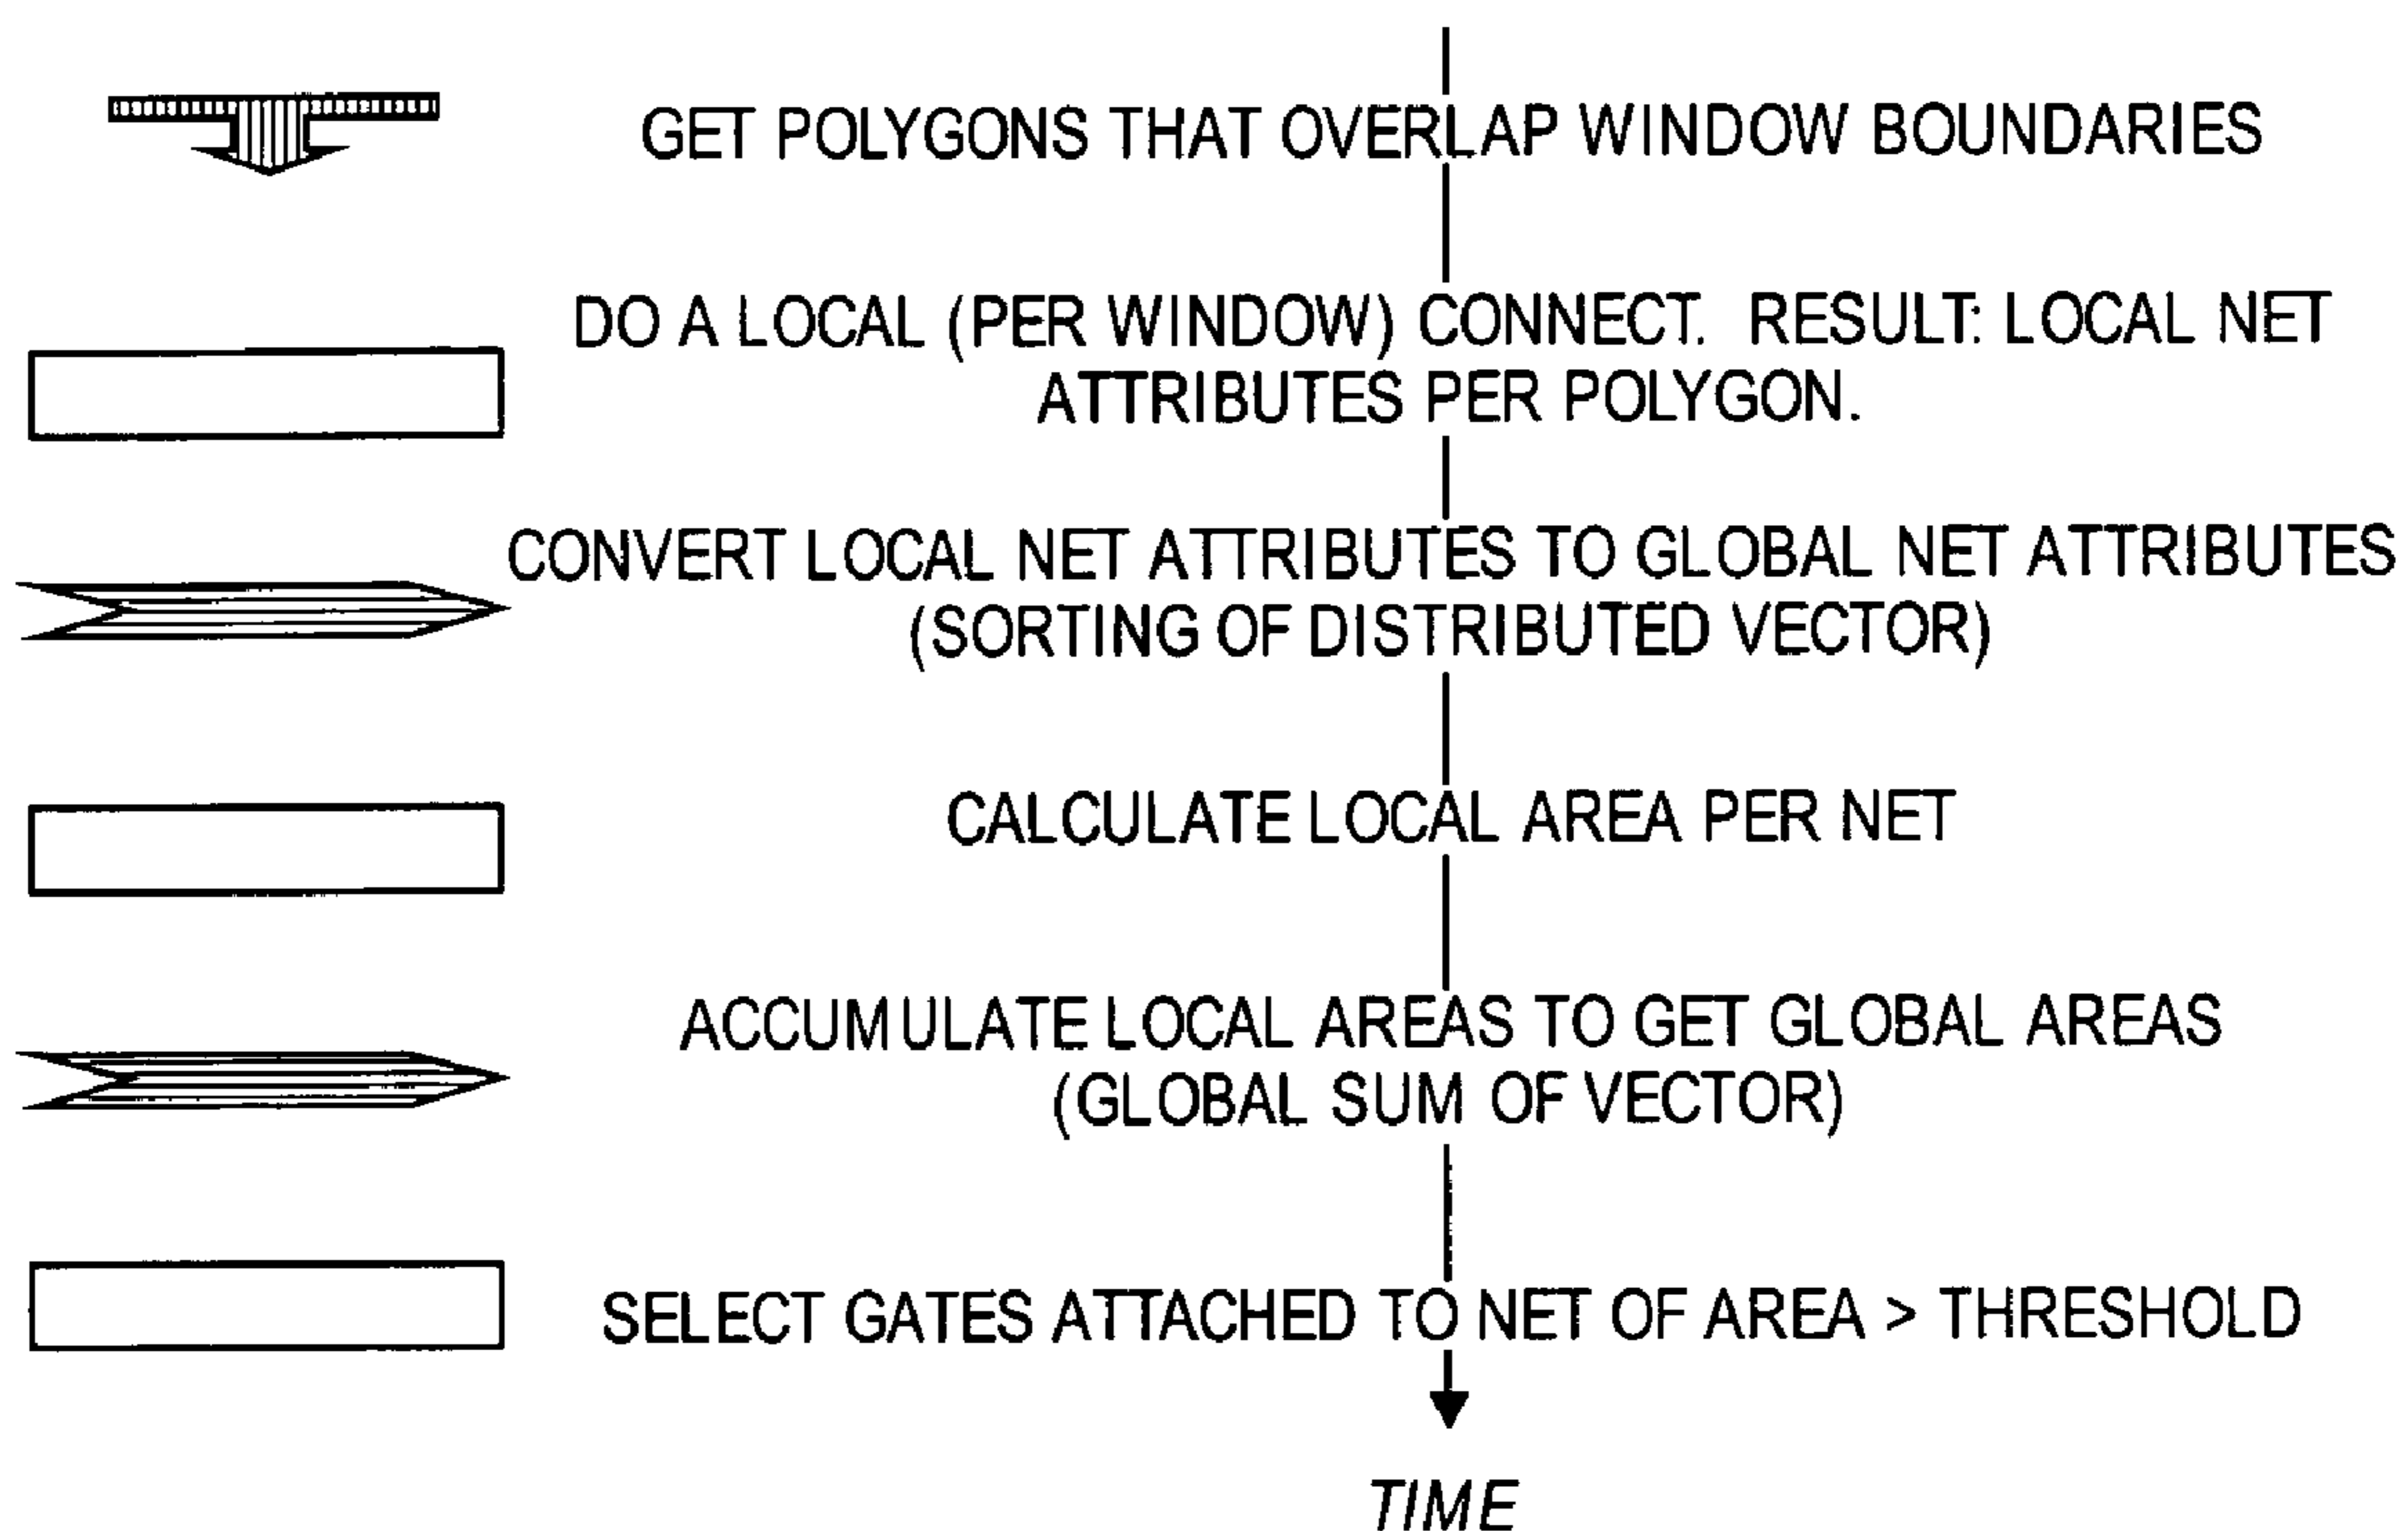 GET POLYGONS THAT OVERLAP WINDOW BOUNDARIES
DO A LOCAL (PER WINDOW) CONNECT. RESULT: LOCAL NET
ATTRIBUTES PER POLYGON.
CONVERT LOCAL NET ATTRIBUTES TO GLOBAL NET ATTRIBUTES
(SORTING OF DISTRIBUTED VECTOR)
CALCULATE LOCAL AREA PER NET
ACCUMULATE LOCAL AREAS TO GET GLOBAL AREAS
(GLOBAL SUM OF VECTOR)
SELECT GATES ATTACHED TO NET OF AREA > THRESHOLD
TIME